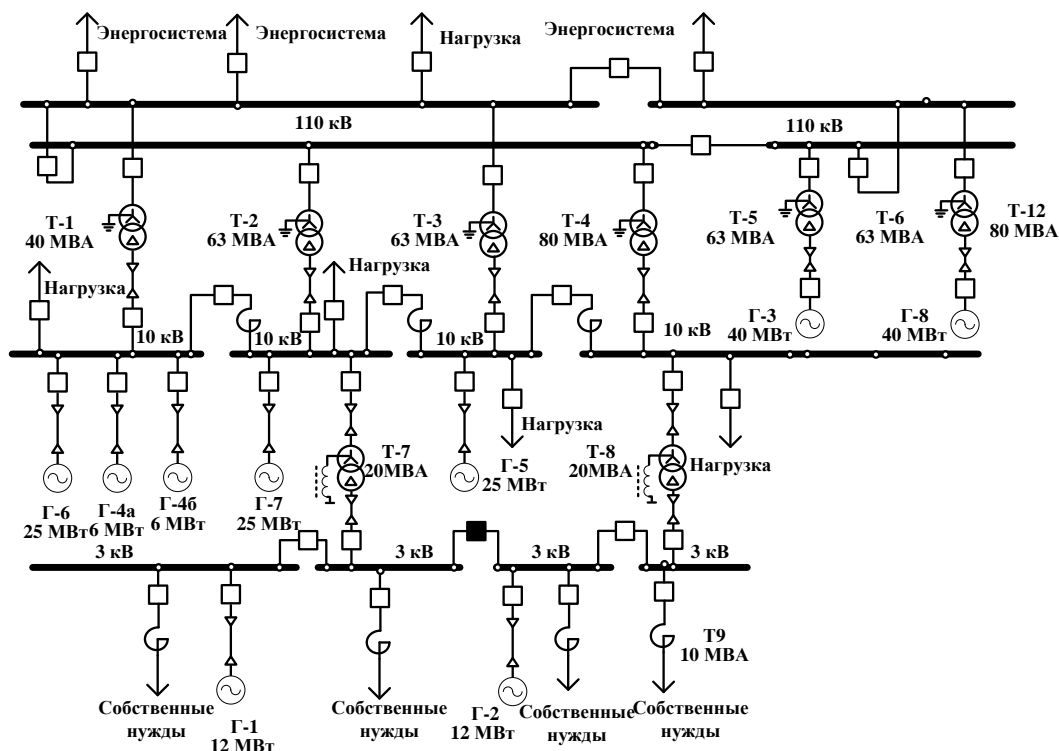 Энергосистема
Энергосистема
Нагрузка
Энергосистема
110 кВ
110 кВ
Т-1
40 МВА
Т-2
63 МВА
Т-3
63 МВА
Т-4
80 МВА
Т-5
63 МВА
Т-6
63 МВА
Т-12
80 МВА
Нагрузка
Нагрузка
10 кВ
10 кВ
10 кВ
10 кВ
Г-3
40 МВт
Г-8
40 МВт
Г-6
25 МВт
Г-4а
6 МВт
Г-4б
6 МВт
Г-7
25 МВт
Т-7
20МВА
Г-5
25 МВт
Нагрузка
Т-8
20МВА
Нагрузка
3 кВ
3 кВ
3 кВ
3 кВ
Т9
10 МВА
Собственные
нужды
Г-1
12 МВт
Собственные
нужды
Г-2
12 МВт
Собственные
нужды
Собственные
нужды